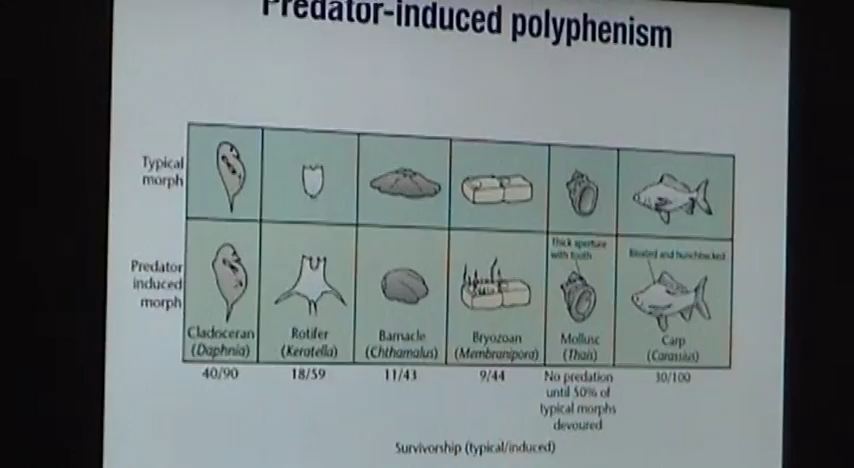 Predator-induced polyphenism
Typical
morph
Predator
induced
morph
Thick aperture
with tooth
Bloated and hunchbacked
Cladoceran
(Daphnia)
Rotifer
(Keratella)
Barnacle
(Chthamalus)
Bryozoan
(Membranipora)
Mollusc
(Thais)
Carp
(Carassius)
40/90
18/59
11/43
9/44
No predation
until 50% of
typical morphs
devoured
30/100
Survivorship (typical/induced)